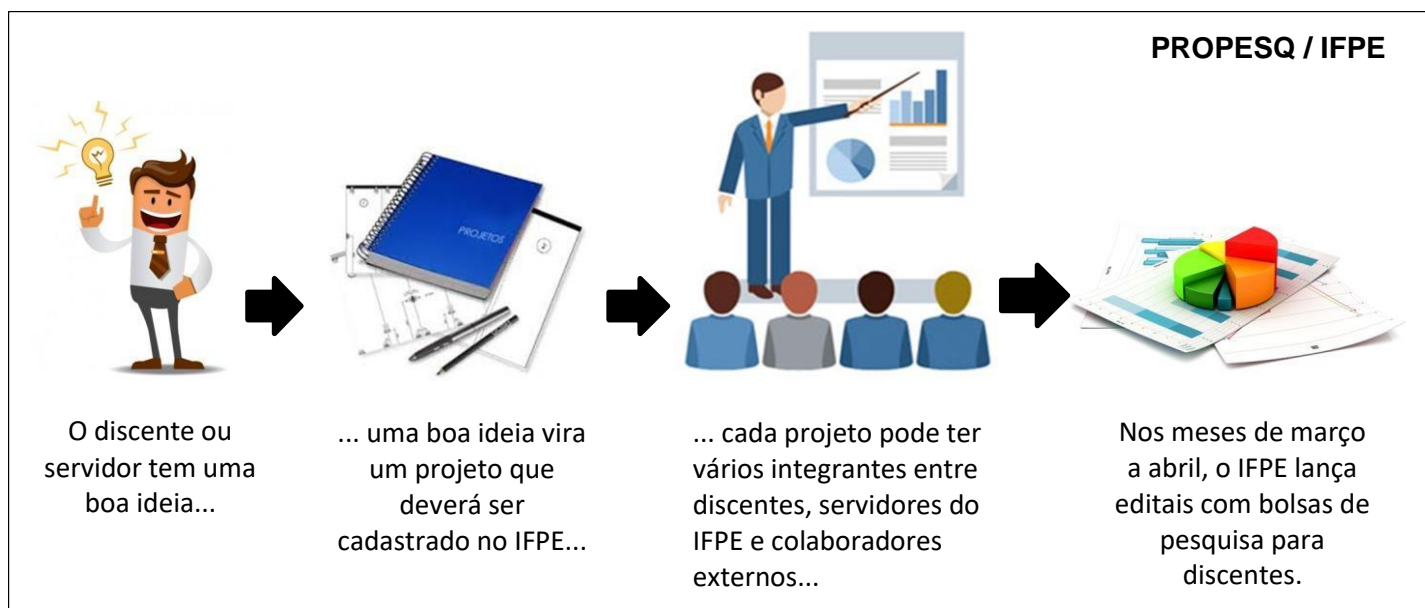 PROPESQ / IFPE
PROJETOS
O discente ou
servidor tem uma
boa ideia...
... uma boa ideia vira
um projeto que
deverá ser
cadastrado no IFPE...
... cada projeto pode ter
vários integrantes entre
discentes, servidores do
IFPE e colaboradores
externos...
Nos meses de março
a abril, o IFPE lança
editais com bolsas de
pesquisa para
discentes.